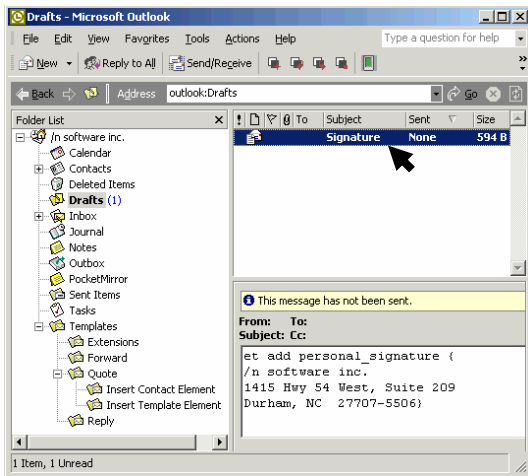 Drafts - Microsoft Outlook
File Edit View Favorites Tools Actions Help Type a question for help
New Reply to All Send/Receive
Back Address outlook:Drafts Go
Folder List
! To Subject Sent Size
Signature None 594 B
/n software inc.
Calendar
Contacts
Deleted Items
Drafts (1)
Inbox
Journal
Notes
Outbox
PocketMirror
Sent Items
Tasks
Templates
Extensions
Forward
Quote
Insert Contact Element
Insert Template Element
Reply
This message has not been sent.
From: To:
Subject: Cc:
et add personal_signature {
/n software inc.
1415 Hwy 54 West, Suite 209
Durham, NC 27707-5506}
1 Item, 1 Unread